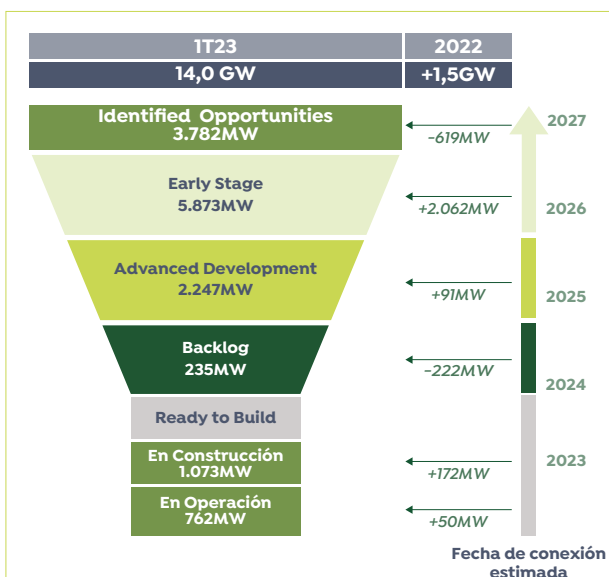 1T23 2022
14,0 GW +1,5GW
Identified Opportunities
3.782MW
-619MW
2027
Early Stage
5.873MW
+2.062MW
2026
Advanced Development
2.247MW
+91MW
2025
Backlog
235MW
-222MW
2024
Ready to Build
En Construcción
1.073MW
+172MW
2023
En Operación
762MW
+50MW
Fecha de conexión
estimada